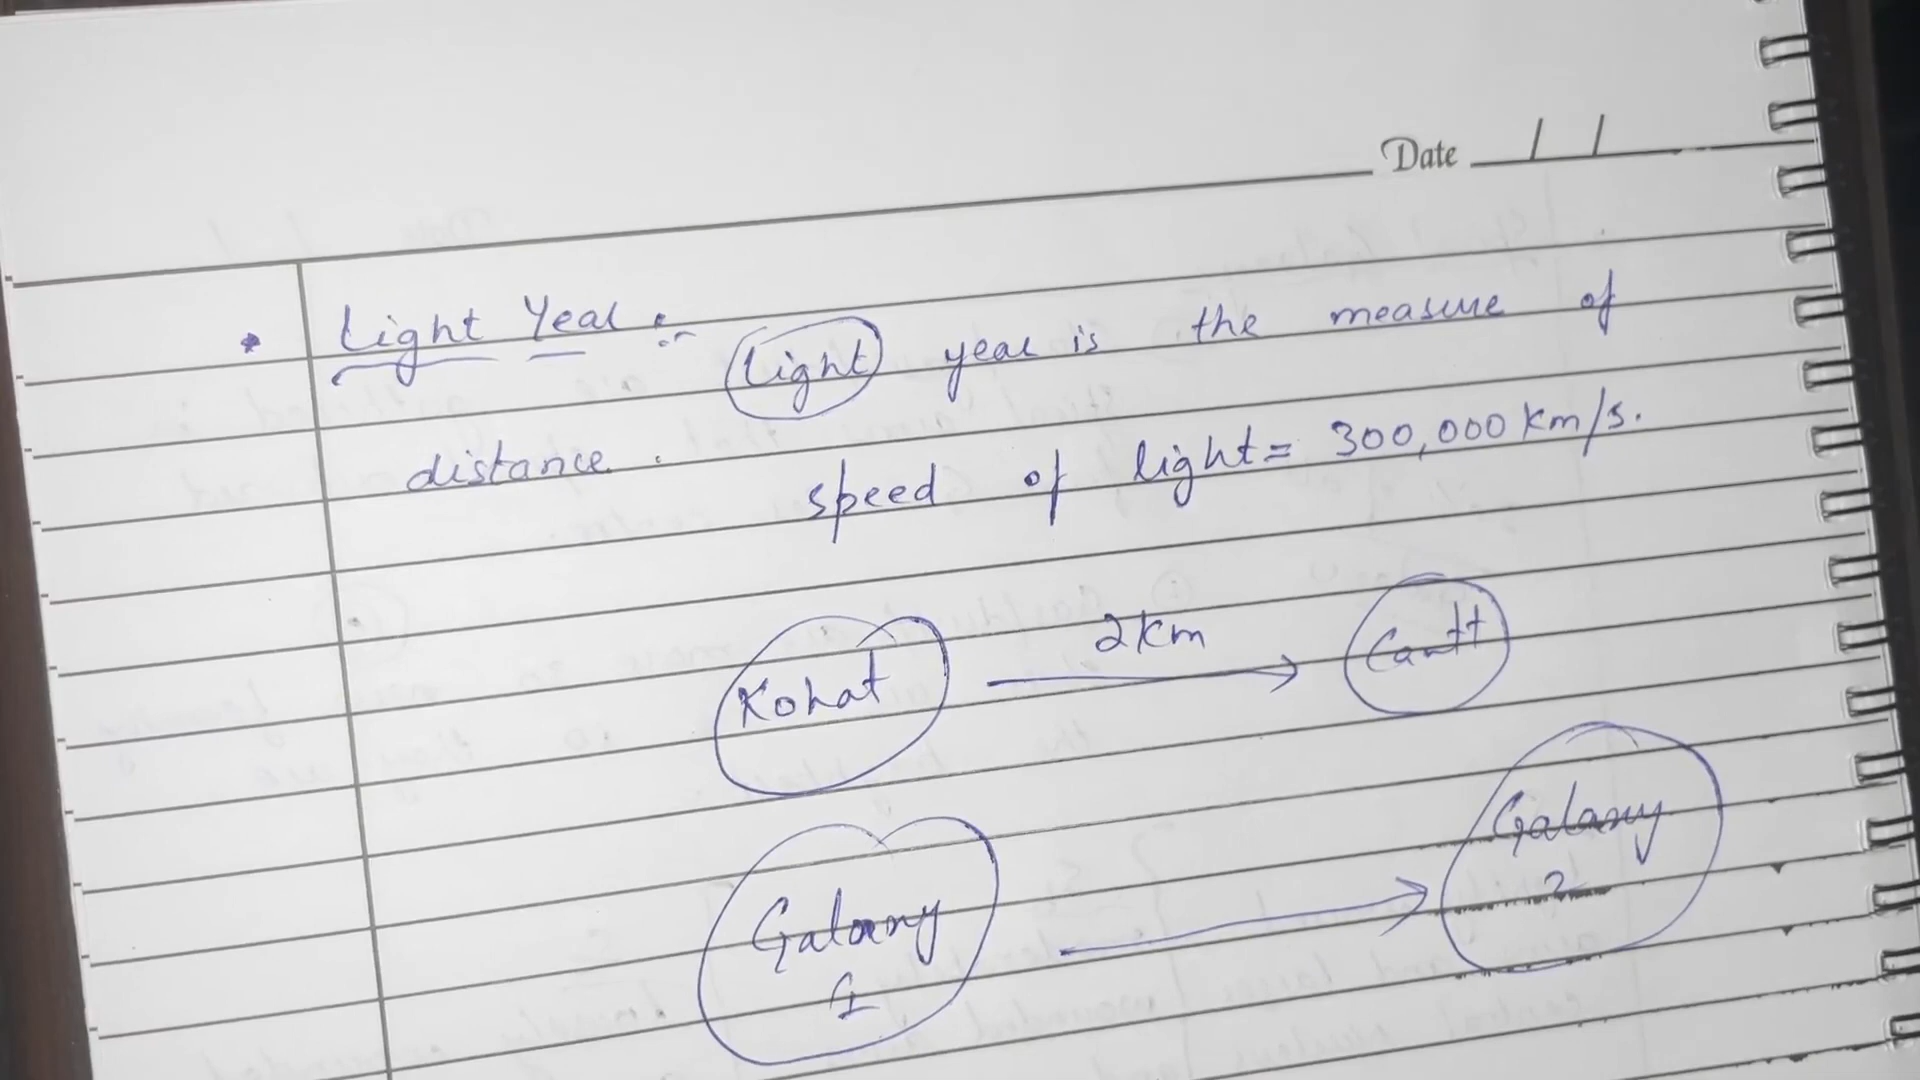 Date / /
Light Year :-
Light year is the measure of
distance.
speed of light = 300,000 km/s.
Kohat 2km Cantt
Galaxy 1
Galaxy 2